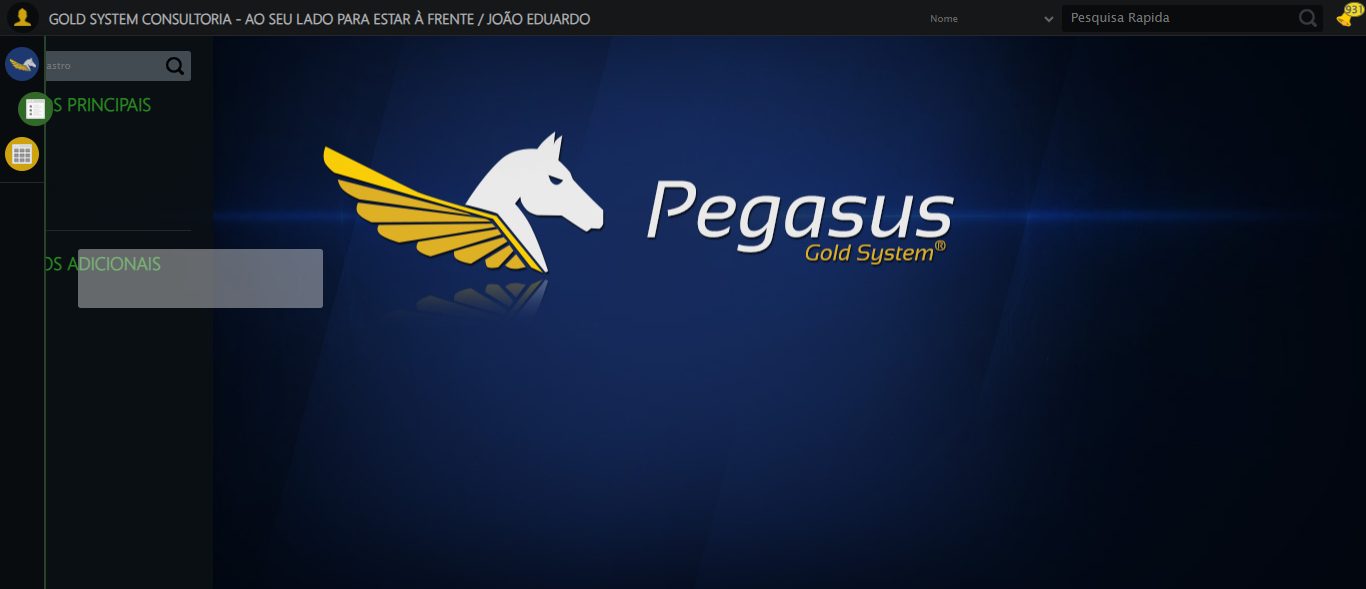 GOLD SYSTEM CONSULTORIA - AO SEU LADO PARA ESTAR À FRENTE / JOÃO EDUARDO
Nome
Pesquisa Rapida
931
astro
S PRINCIPAIS
Pegasus
Gold System®
OS ADICIONAIS